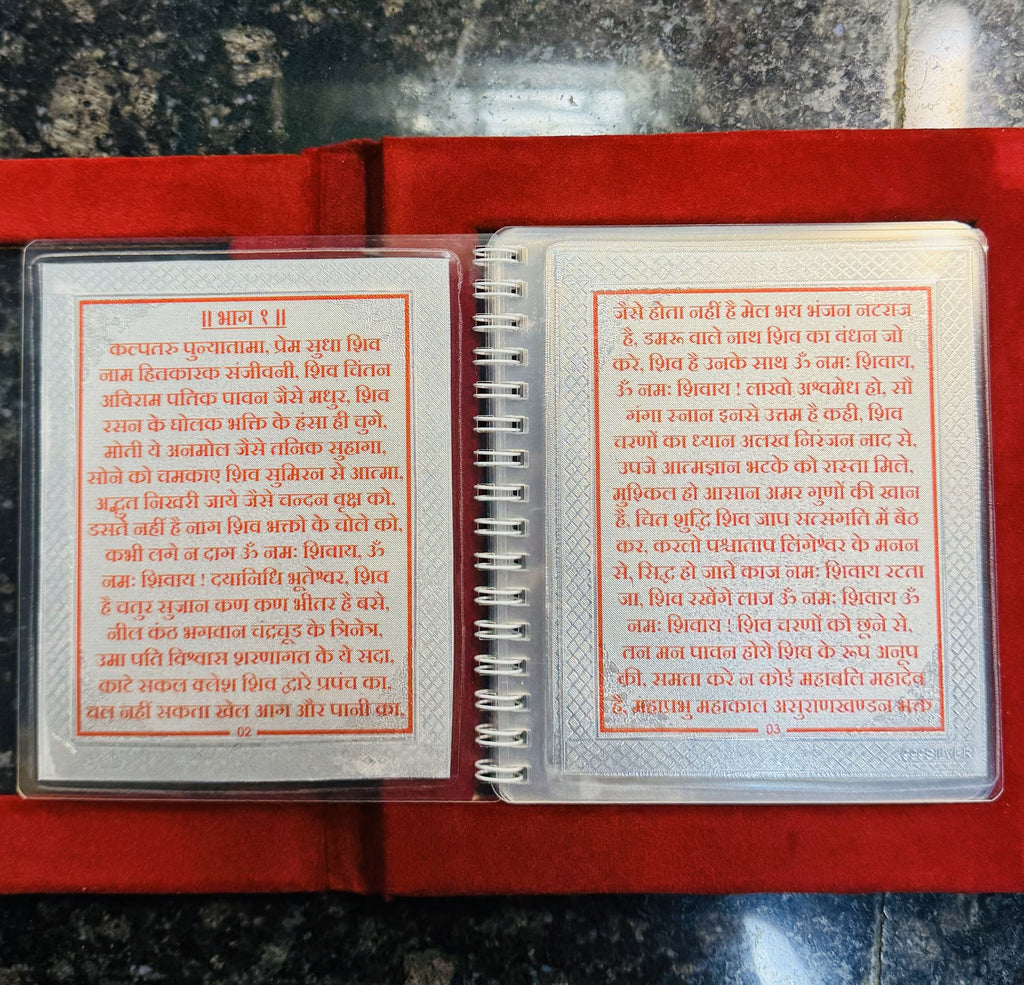 ॥ भाग १ ॥
कल्पतरु पुन्यातामा, प्रेम सुधा शिव
नाम हितकारक संजीवनी, शिव चिंतन
अविराम पतिक पावन जैसे मधुर, शिव
रसन के घोलक भक्ति के हंसा ही चुगे,
मोती ये अनमोल जैसे तनिक सुहागा,
सोने को चमकाए शिव सुमिरन से आत्मा,
अद्भुत निखरी जाये जैसे चन्दन वृक्ष को,
डसते नहीं है नाग शिव भक्तो के चोले को,
कभी लगे न दाग ॐ नमः शिवाय, ॐ
नमः शिवाय ! दयानिधि भूतेश्वर, शिव
है चतुर सुजान कण कण भीतर है बसे,
नील कंठ भगवान चंद्रचूड के त्रिनेत्र,
उमा पति विश्वास शरणागत के ये सदा,
काटे सकल क्लेश शिव द्वारे प्रपंच का,
चल नहीं सकता खेल आग और पानी का,
02
जैसे होता नहीं है मेल भय भंजन नटराज
है, डमरू वाले नाथ शिव का वंधन जो
करे, शिव है उनके साथ ॐ नमः शिवाय,
ॐ नमः शिवाय ! लाखो अश्वमेध हो, सौ
गंगा स्नान इनसे उत्तम है कही, शिव
चरणों का ध्यान अलख निरंजन नाद से,
उपजे आत्मज्ञान भटके को रास्ता मिले,
मुश्किल हो आसान अमर गुणों की खान
है, चित शुद्धि शिव जाप सत्संगति में बैठ
कर, करलो पश्चाताप लिंगेश्वर के मनन
से, सिद्ध हो जाते काज नमः शिवाय रटता
जा, शिव रखेंगे लाज ॐ नमः शिवाय ॐ
नमः शिवाय ! शिव चरणों को छूने से,
तन मन पावन होये शिव के रूप अनूप
की, समता करे न कोई महाबलि महादेव
है, महाप्रभु महाकाल असुराणखण्डन भक्त
03
SILVER